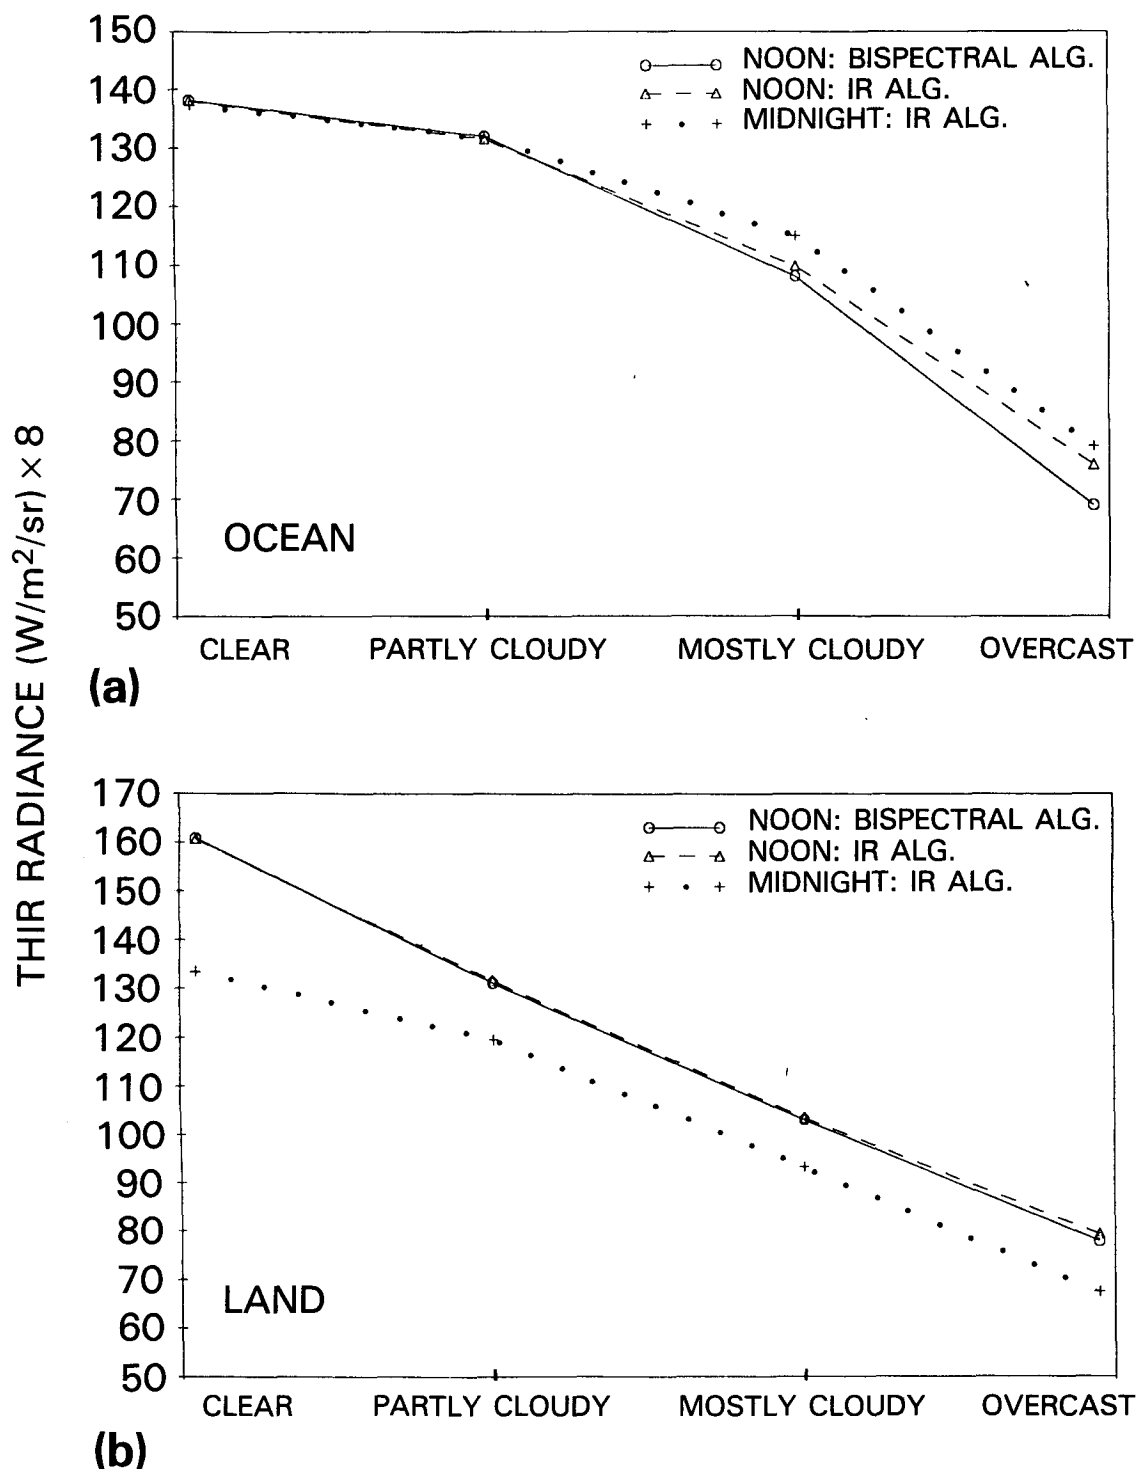 THIR RADIANCE (W/m²/sr) × 8
150
140
130
120
110
100
90
80
70
60
50
NOON: BISPECTRAL ALG.
NOON: IR ALG.
MIDNIGHT: IR ALG.
OCEAN
CLEAR PARTLY CLOUDY MOSTLY CLOUDY OVERCAST
(a)
170
160
150
140
130
120
110
100
90
80
70
60
50
NOON: BISPECTRAL ALG.
NOON: IR ALG.
MIDNIGHT: IR ALG.
LAND
CLEAR PARTLY CLOUDY MOSTLY CLOUDY OVERCAST
(b)